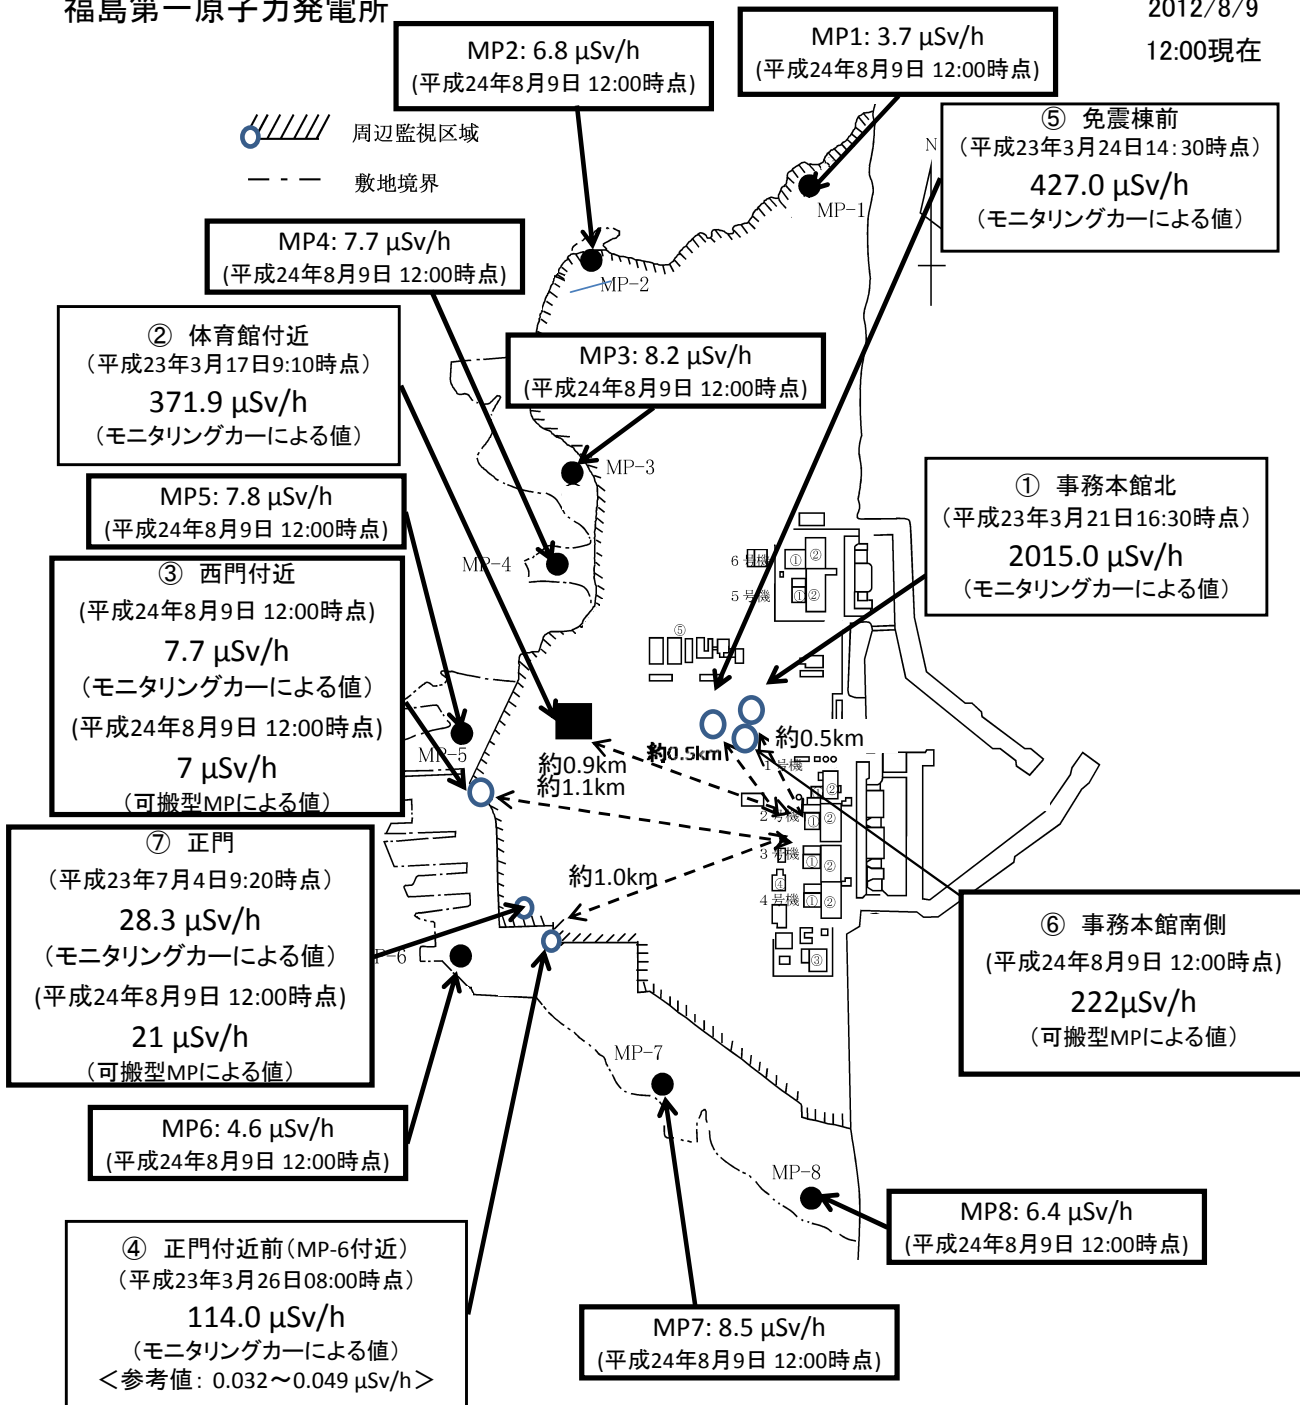 福島第一原子力発電所
2012/8/9
12:00現在
MP2: 6.8 μSv/h
(平成24年8月9日 12:00時点)
MP1: 3.7 μSv/h
(平成24年8月9日 12:00時点)
周辺監視区域
敷地境界
N
⑤ 免震棟前
（平成23年3月24日14:30時点）
427.0 μSv/h
（モニタリングカーによる値）
MP-1
MP4: 7.7 μSv/h
(平成24年8月9日 12:00時点)
MP-2
② 体育館付近
（平成23年3月17日9:10時点）
371.9 μSv/h
（モニタリングカーによる値）
MP3: 8.2 μSv/h
(平成24年8月9日 12:00時点)
MP-3
MP5: 7.8 μSv/h
(平成24年8月9日 12:00時点)
① 事務本館北
（平成23年3月21日16:30時点）
2015.0 μSv/h
（モニタリングカーによる値）
MP-4
③ 西門付近
(平成24年8月9日 12:00時点)
7.7 μSv/h
（モニタリングカーによる値）
(平成24年8月9日 12:00時点)
7 μSv/h
（可搬型MPによる値）
6号機
① ②
5号機
① ②
⑤
MP-5
約0.9km
約1.1km
約0.5km
約0.5km
1号機
②
2号機
① ②
3号機
① ②
④
4号機
① ②
③
約1.0km
⑦ 正門
（平成23年7月4日9:20時点）
28.3 μSv/h
（モニタリングカーによる値）
(平成24年8月9日 12:00時点)
21 μSv/h
（可搬型MPによる値）
P-6
⑥ 事務本館南側
(平成24年8月9日 12:00時点)
222μSv/h
（可搬型MPによる値）
MP-7
MP6: 4.6 μSv/h
(平成24年8月9日 12:00時点)
MP-8
MP8: 6.4 μSv/h
(平成24年8月9日 12:00時点)
④ 正門付近前（MP-6付近）
（平成23年3月26日08:00時点）
114.0 μSv/h
（モニタリングカーによる値）
＜参考値： 0.032～0.049 μSv/h＞
MP7: 8.5 μSv/h
(平成24年8月9日 12:00時点)